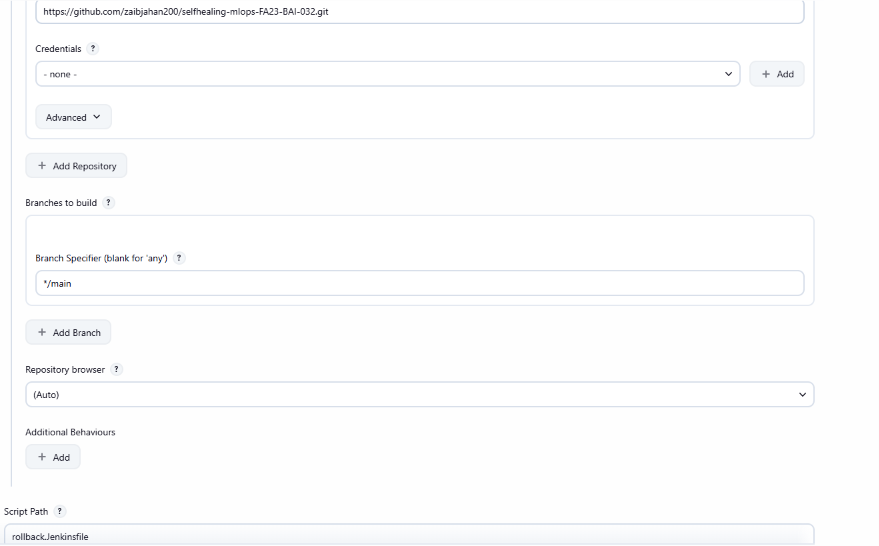 https://github.com/zaibjahan200/selfhealing-mlops-FA23-BAI-032.git
Credentials ?
- none -
+ Add
Advanced
+ Add Repository
Branches to build ?
Branch Specifier (blank for 'any') ?
*/main
+ Add Branch
Repository browser ?
(Auto)
Additional Behaviours
+ Add
Script Path ?
rollback.Jenkinsfile